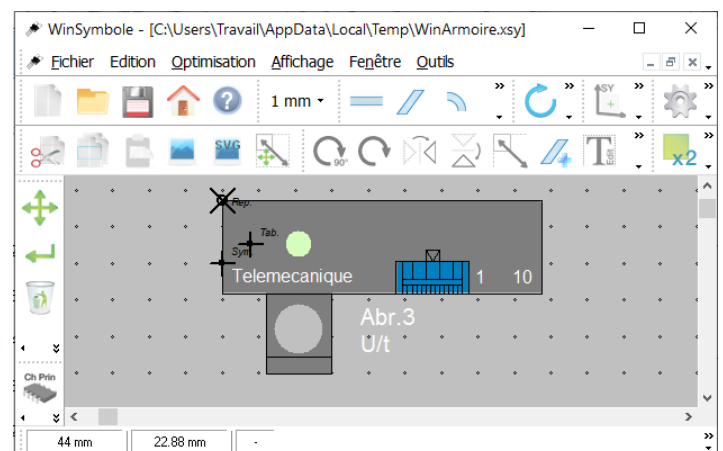 WinSymbole - [C:\Users\Travail\AppData\Local\Temp\WinArmoire.xsy]
Fichier Edition Optimisation Affichage Fenêtre Outils
1 mm
SY
SVG
90°
T Edit
x2
Rep.
Tab.
Sym
Telemecanique 1 10
Abr.3
U/t
Ch Prin
44 mm 22.88 mm -